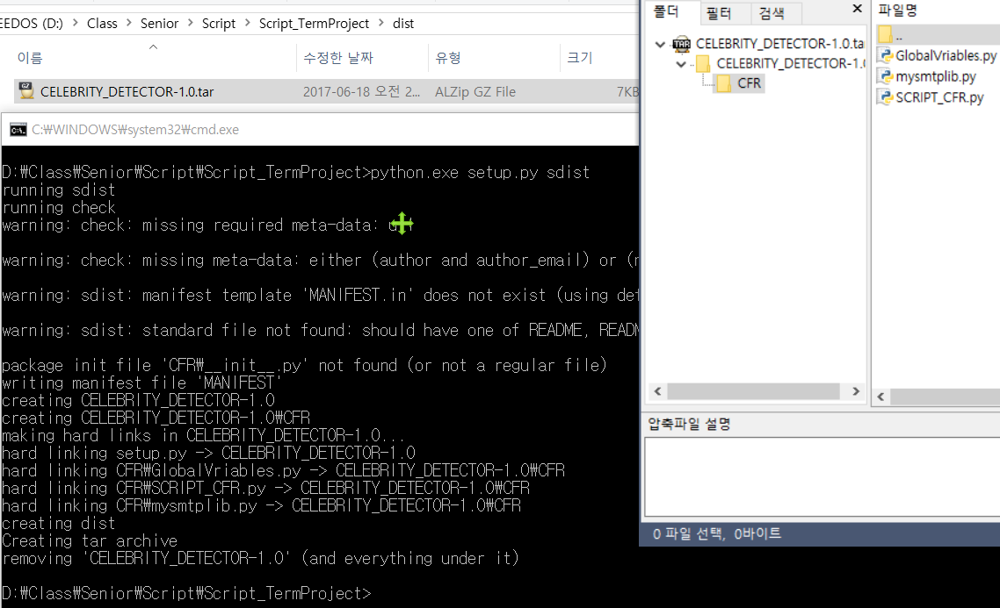 EEDOS (D:) > Class > Senior > Script > Script_TermProject > dist
이름 수정한 날짜 유형 크기
CELEBRITY_DETECTOR-1.0.tar 2017-06-18 오전 2... ALZip GZ File 7KB
C:₩WINDOWS₩system32₩cmd.exe
D:₩Class₩Senior₩Script₩Script_TermProject>python.exe setup.py sdist
running sdist
running check
warning: check: missing required meta-data:
warning: check: missing meta-data: either (author and author_email) or (
warning: sdist: manifest template 'MANIFEST.in' does not exist (using
warning: sdist: standard file not found: should have one of README,
package init file 'CFR₩__init__.py' not found (or not a regular file)
writing manifest file 'MANIFEST'
creating CELEBRITY_DETECTOR-1.0
creating CELEBRITY_DETECTOR-1.0₩CFR
making hard links in CELEBRITY_DETECTOR-1.0...
hard linking setup.py -> CELEBRITY_DETECTOR-1.0
hard linking CFR₩GlobalVriables.py -> CELEBRITY_DETECTOR-1.0₩CFR
hard linking CFR₩SCRIPT_CFR.py -> CELEBRITY_DETECTOR-1.0₩CFR
hard linking CFR₩mysmtplib.py -> CELEBRITY_DETECTOR-1.0₩CFR
creating dist
Creating tar archive
removing 'CELEBRITY_DETECTOR-1.0' (and everything under it)
D:₩Class₩Senior₩Script₩Script_TermProject>
폴더 필터 검색
TAR CELEBRITY_DETECTOR-1.0.ta
CELEBRITY_DETECTOR-1.
CFR
파일명
..
GlobalVriables.py
mysmtplib.py
SCRIPT_CFR.py
압축파일 설명
0 파일 선택, 0바이트